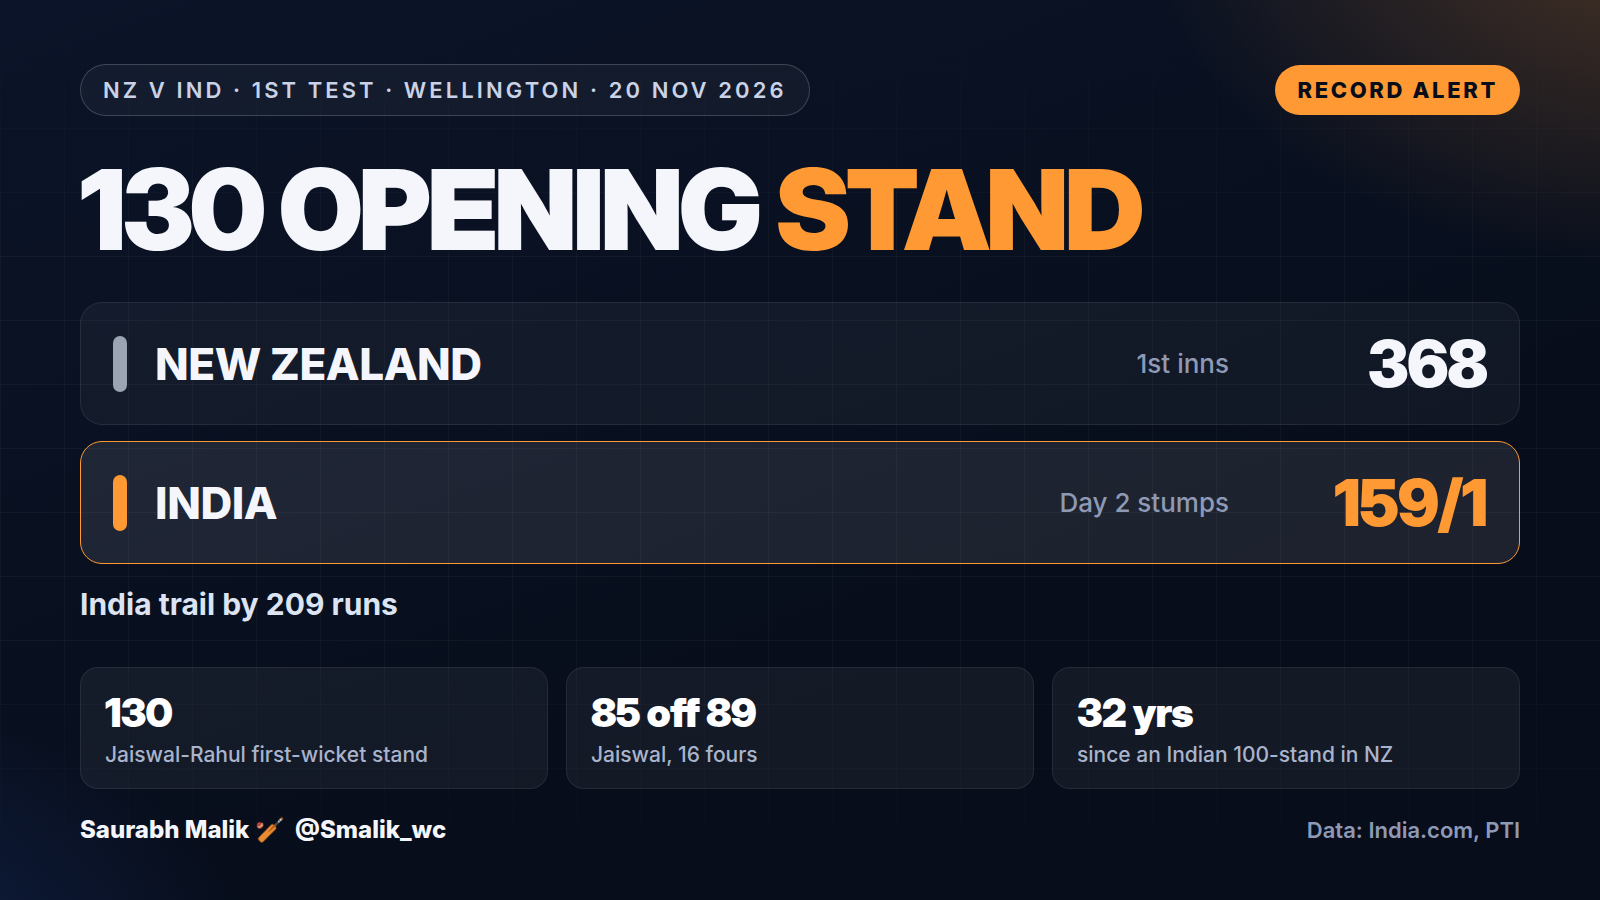 NZ V IND · 1ST TEST · WELLINGTON · 20 NOV 2026
RECORD ALERT
130 OPENING STAND
NEW ZEALAND 1st inns 368
INDIA Day 2 stumps 159/1
India trail by 209 runs
130
Jaiswal-Rahul first-wicket stand
85 off 89
Jaiswal, 16 fours
32 yrs
since an Indian 100-stand in NZ
Saurabh Malik 🏏 @Smalik_wc
Data: India.com, PTI